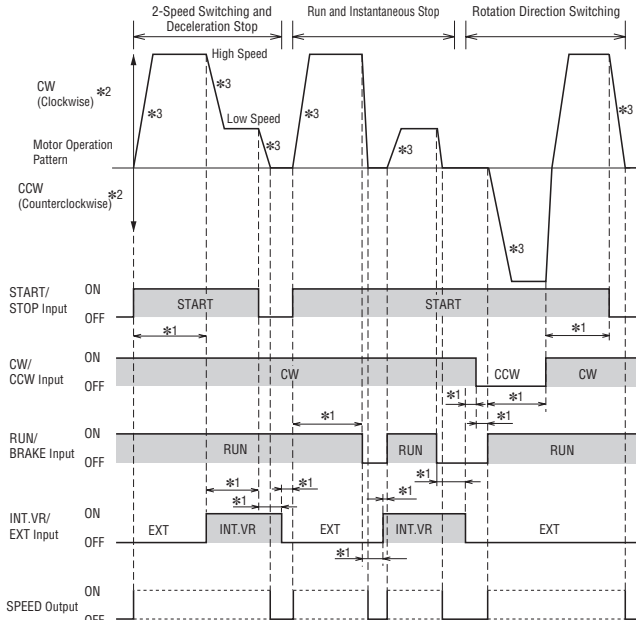 2-Speed Switching and
Deceleration Stop
Run and Instantaneous Stop
Rotation Direction Switching
High Speed
CW
(Clockwise) *2
*3
*3
Low Speed
*3
*3
*3
*3
Motor Operation
Pattern
CCW
(Counterclockwise) *2
*3
START/
STOP Input
ON
OFF
START
START
*1
*1
CW/
CCW Input
ON
OFF
CW
CCW
CW
*1
*1
*1
RUN/
BRAKE Input
ON
OFF
RUN
RUN
RUN
*1
*1
*1
*1
*1
INT.VR/
EXT Input
ON
OFF
EXT
INT.VR
EXT
INT.VR
EXT
*1
SPEED Output
ON
OFF